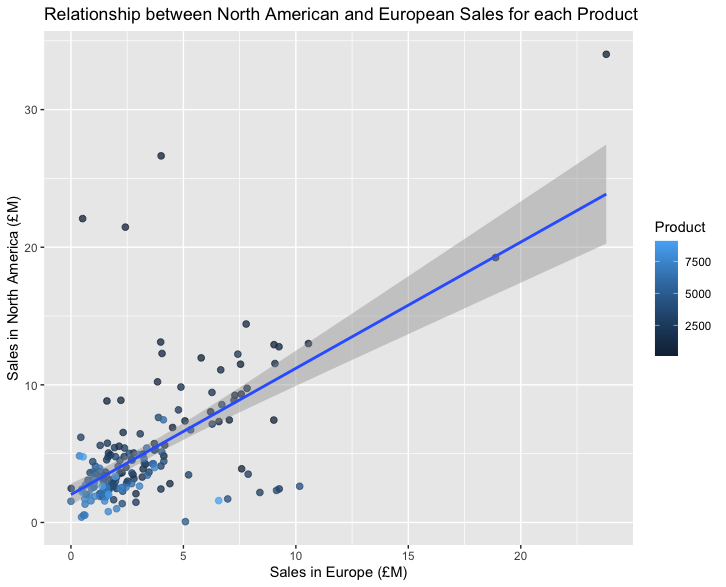 Relationship between North American and European Sales for each Product
Sales in North America (£M)
30
20
10
0
0 5 10 15 20
Sales in Europe (£M)
Product
7500
5000
2500